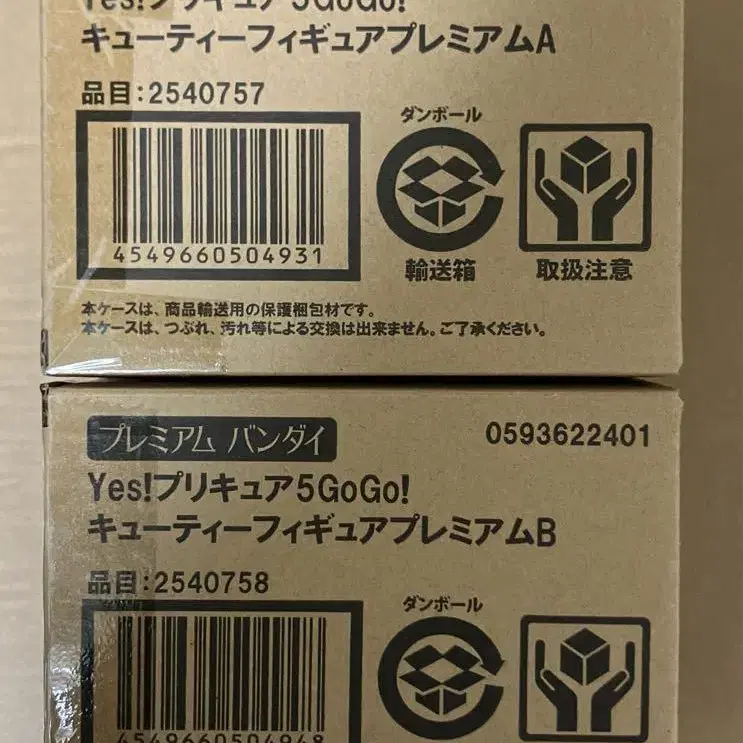 Yes!プリキュア5GoGo!
キューティーフィギュアプレミアムA
品目:2540757
ダンボール
4549660504931
輸送箱
取扱注意
本ケースは、商品輸送用の保護梱包材です。
本ケースは、つぶれ、汚れ等による交換は出来ません。ご了承ください。
プレミアム バンダイ
0593622401
Yes!プリキュア5GoGo!
キューティーフィギュアプレミアムB
品目:2540758
ダンボール
4549660504948